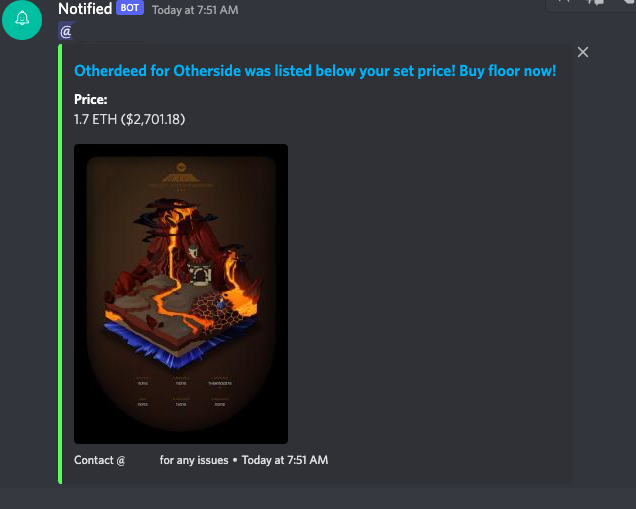 Notified BOT Today at 7:51 AM
@
Otherdeed for Otherside was listed below your set price! Buy floor now!
Price:
1.7 ETH ($2,701.18)
Contact @ for any issues • Today at 7:51 AM